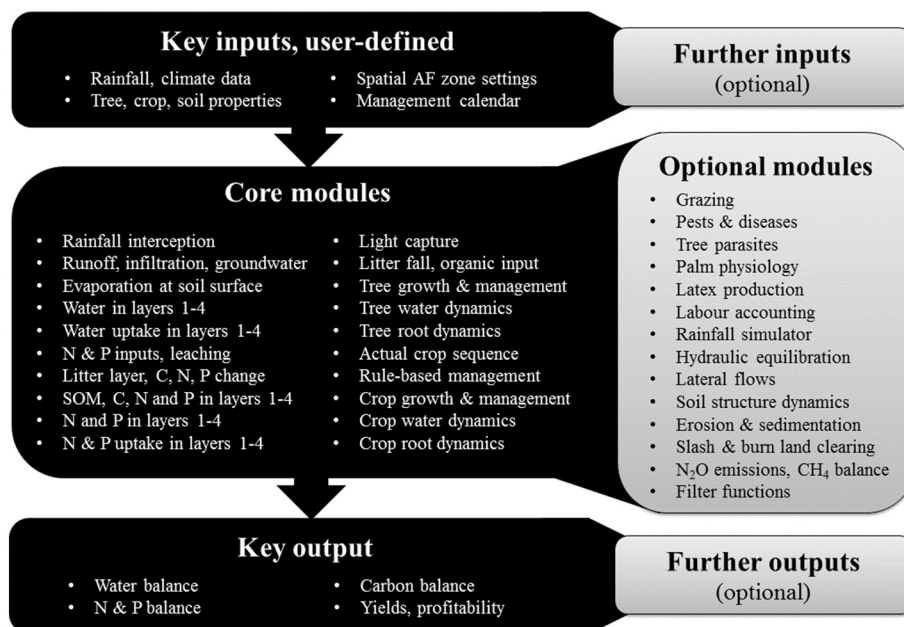 Key inputs, user-defined
• Rainfall, climate data
• Tree, crop, soil properties
• Spatial AF zone settings
• Management calendar
Further inputs
(optional)
Core modules
• Rainfall interception
• Runoff, infiltration, groundwater
• Evaporation at soil surface
• Water in layers 1-4
• Water uptake in layers 1-4
• N & P inputs, leaching
• Litter layer, C, N, P change
• SOM, C, N and P in layers 1-4
• N and P in layers 1-4
• N & P uptake in layers 1-4
• Light capture
• Litter fall, organic input
• Tree growth & management
• Tree water dynamics
• Tree root dynamics
• Actual crop sequence
• Rule-based management
• Crop growth & management
• Crop water dynamics
• Crop root dynamics
Optional modules
• Grazing
• Pests & diseases
• Tree parasites
• Palm physiology
• Latex production
• Labour accounting
• Rainfall simulator
• Hydraulic equilibration
• Lateral flows
• Soil structure dynamics
• Erosion & sedimentation
• Slash & burn land clearing
• N₂O emissions, CH₄ balance
• Filter functions
Key output
• Water balance
• N & P balance
• Carbon balance
• Yields, profitability
Further outputs
(optional)